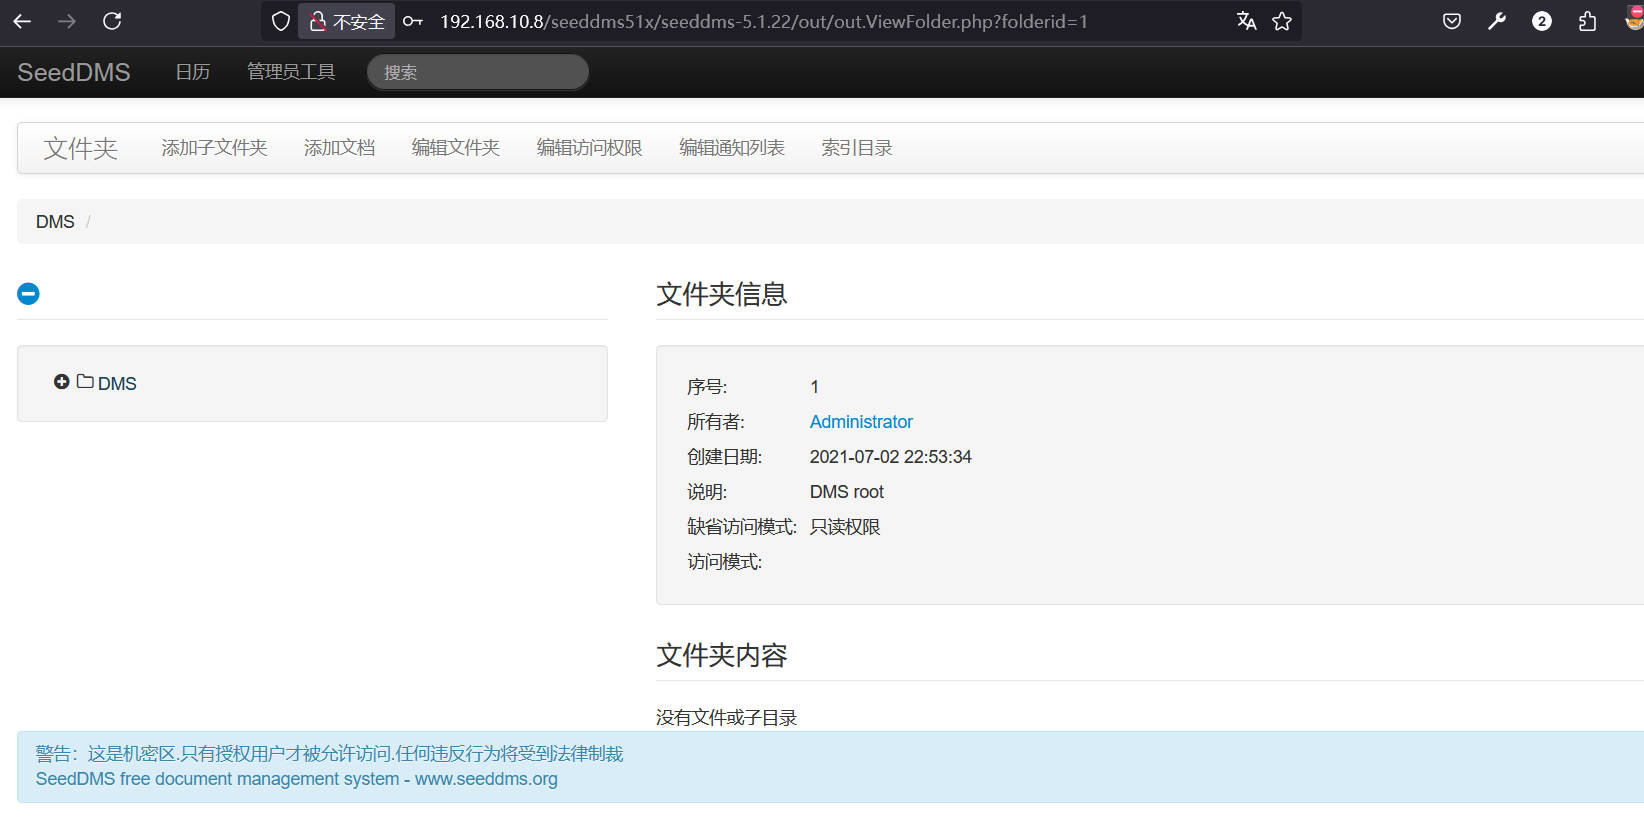 不安全 192.168.10.8/seeddms51x/seeddms-5.1.22/out/out.ViewFolder.php?folderid=1 2
SeedDMS 日历 管理员工具 搜索
文件夹 添加子文件夹 添加文档 编辑文件夹 编辑访问权限 编辑通知列表 索引目录
DMS /
DMS
文件夹信息
序号: 1
所有者: Administrator
创建日期: 2021-07-02 22:53:34
说明: DMS root
缺省访问模式: 只读权限
访问模式:
文件夹内容
没有文件或子目录
警告：这是机密区.只有授权用户才被允许访问.任何违反行为将受到法律制裁
SeedDMS free document management system - www.seeddms.org